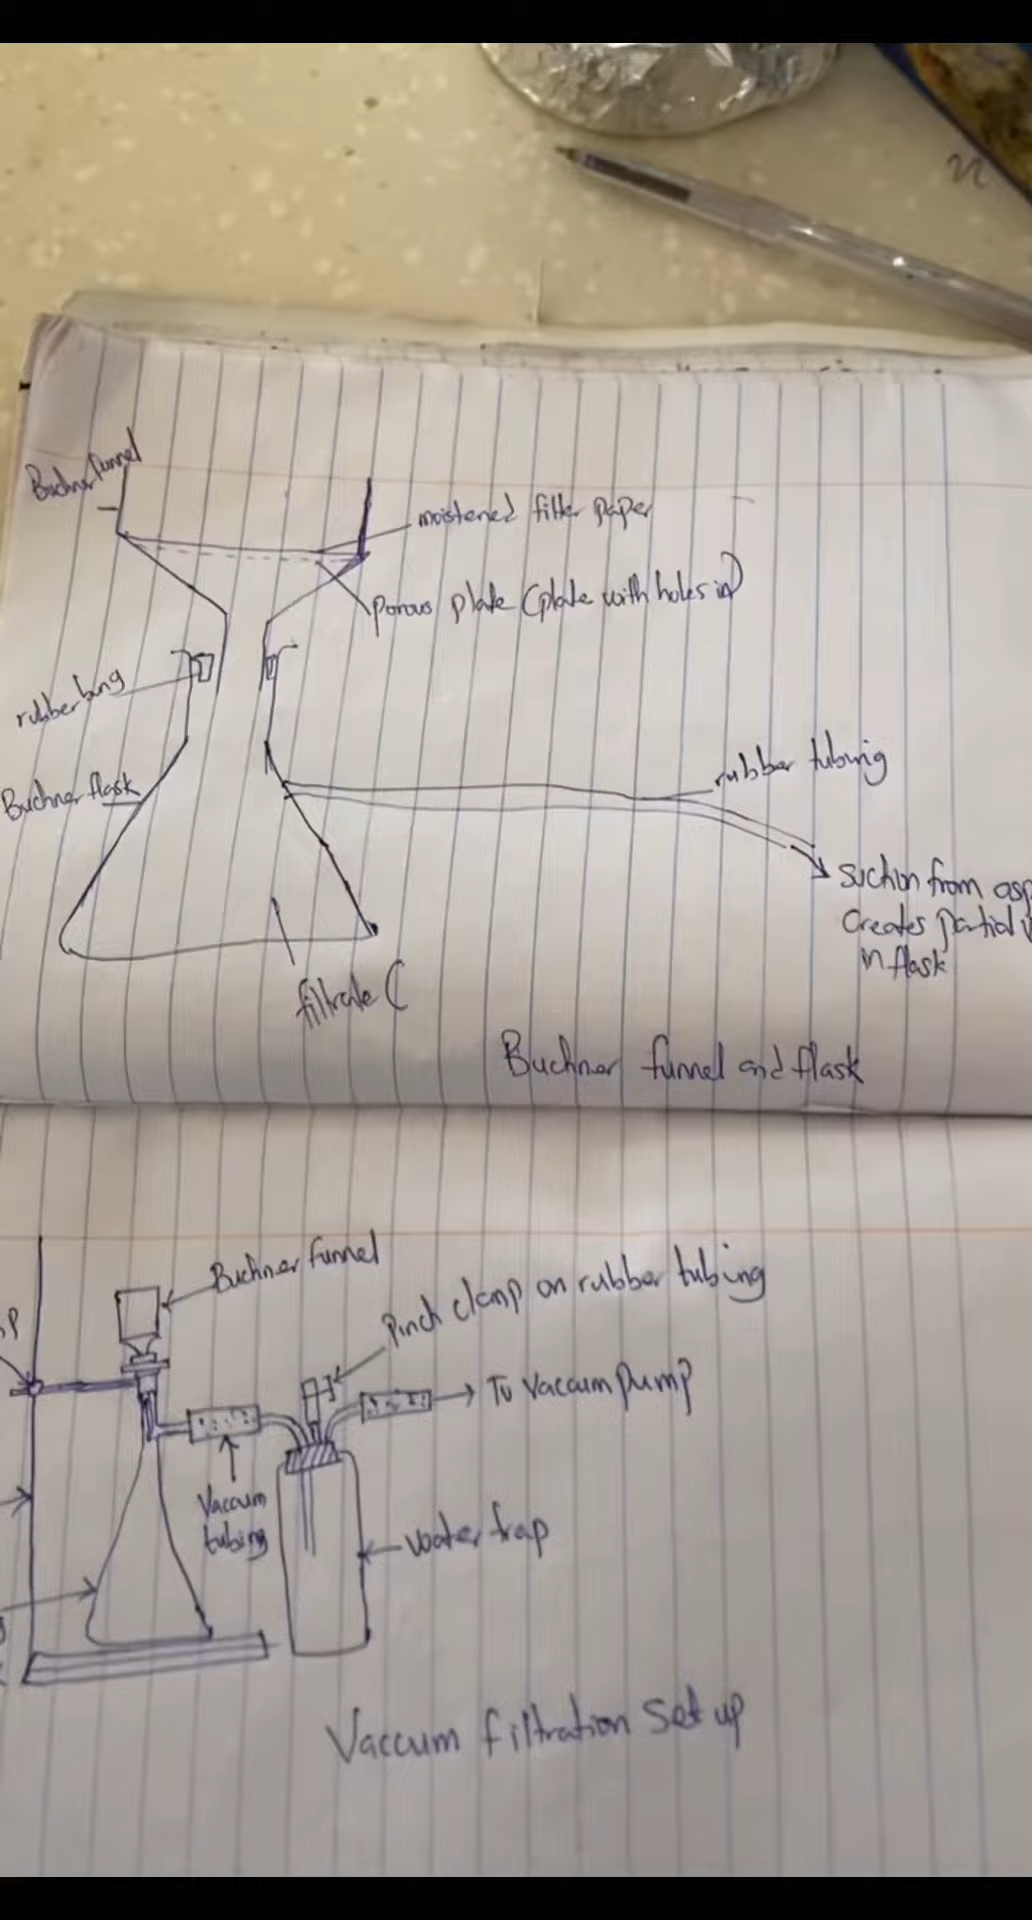 Buchner funnel
moistened filter paper
porous plate (plate with holes in)
rubber bung
rubber tubing
Buchner flask
suction from asp
Creates partial v
in flask
filtrate (
Buchner funnel and flask
Buchner funnel
Pinch clamp on rubber tubing
To Vacuum pump
Vaccum
tubing
water trap
Vaccum filtration set up